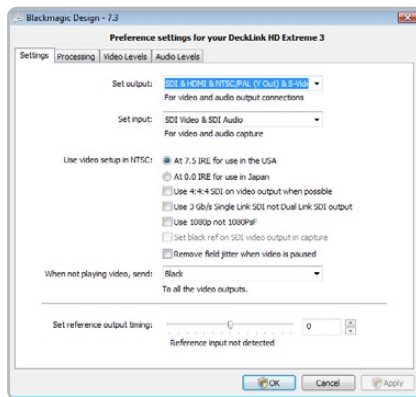 Blackmagic Design - 7.3
Preference settings for your DeckLink HD Extreme 3
Settings Processing Video Levels Audio Levels
Set output: SDI & HDMI & NTSC/PAL (Y Out) & S-Vide
For video and audio output connections
Set input: SDI Video & SDI Audio
For video and audio capture
Use video setup in NTSC: At 7.5 IRE for use in the USA
At 0.0 IRE for use in Japan
Use 4:4:4 SDI on video output when possible
Use 3 Gb/s Single Link SDI not Dual Link SDI output
Use 1080p not 1080PsF
Set black ref on SDI video output in capture
Remove field jitter when video is paused
When not playing video, send: Black
To all the video outputs.
Set reference output timing: 0
Reference input not detected
OK Cancel Apply